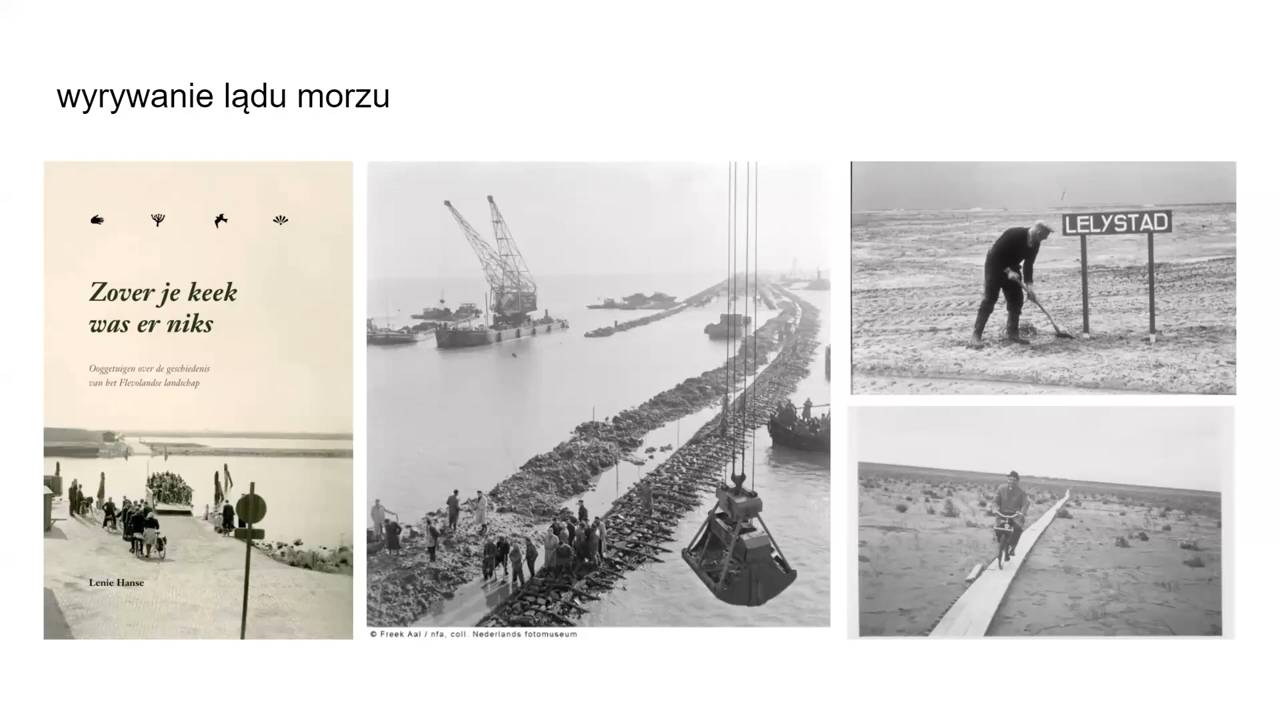 wyrywanie lądu morzu
Zover je keek
was er niks
Ooggetuigen over de geschiedenis
van het Flevolandse landschap
Lenie Hanse
© Freek Aal / nfa, coll. Nederlands fotomuseum
LELYSTAD